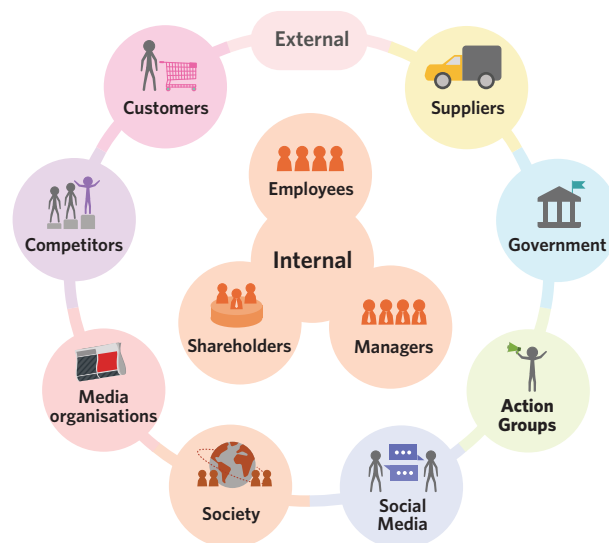 External
Customers
Suppliers
Employees
Competitors
Government
Internal
Shareholders
Managers
Media
organisations
Action
Groups
Society
Social
Media